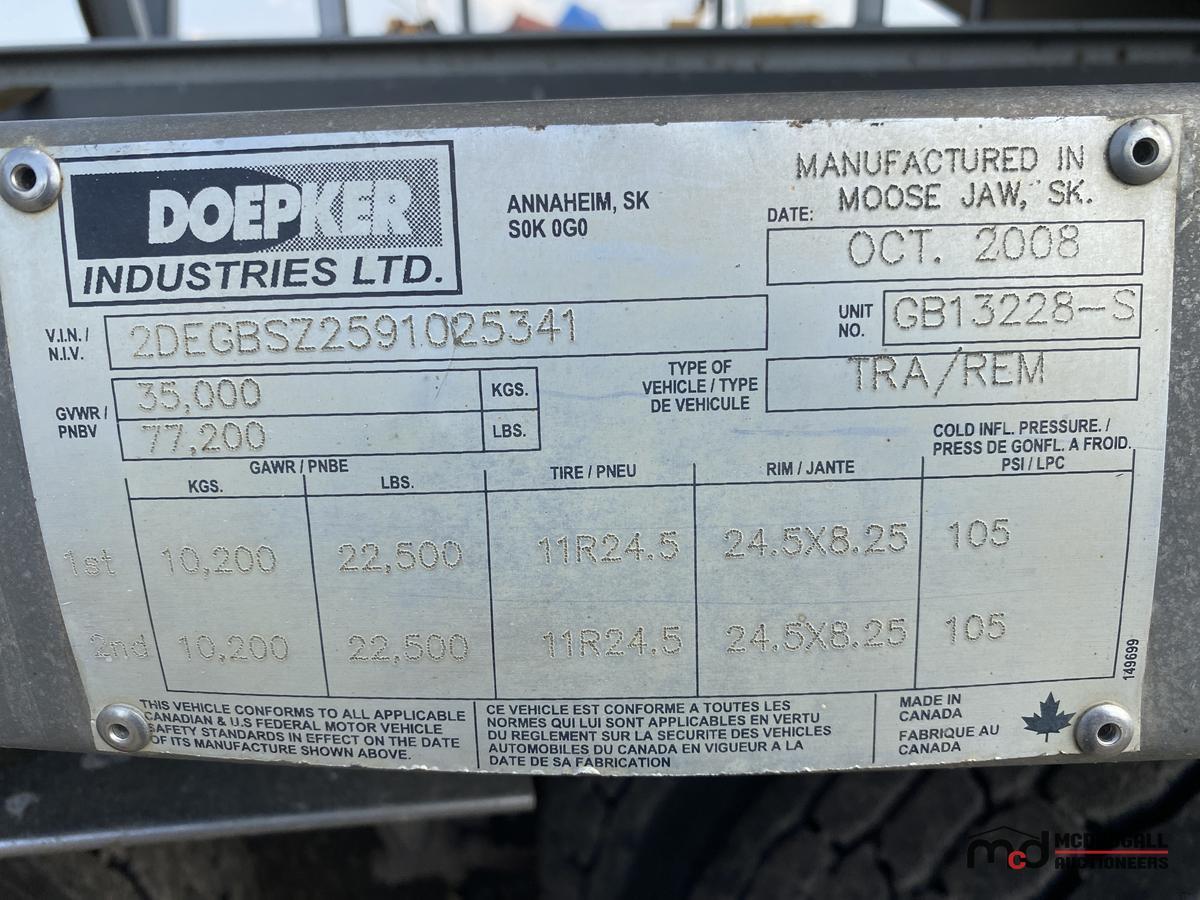 DOEPKER
INDUSTRIES LTD.
ANNAHEIM, SK
S0K 0G0
MANUFACTURED IN
MOOSE JAW, SK.
DATE:
OCT. 2008
V.I.N./
N.I.V.
2DEGBSZ2591025341
UNIT
NO.
GB13228-S
GVWR /
PNBV
35,000
KGS.
77,200
LBS.
TYPE OF
VEHICLE / TYPE
DE VEHICULE
TRA/REM
GAWR / PNBE
KGS.
LBS.
TIRE / PNEU
RIM / JANTE
COLD INFL. PRESSURE. /
PRESS DE GONFL. A FROID.
PSI / LPC
1st 10,200 22,500 11R24.5 24.5X8.25 105
2nd 10,200 22,500 11R24.5 24.5X8.25 105
149699
THIS VEHICLE CONFORMS TO ALL APPLICABLE
CANADIAN & U.S FEDERAL MOTOR VEHICLE
SAFETY STANDARDS IN EFFECT ON THE DATE
OF ITS MANUFACTURE SHOWN ABOVE.
CE VEHICULE EST CONFORME A TOUTES LES
NORMES QUI LUI SONT APPLICABLES EN VERTU
DU REGLEMENT SUR LA SECURITE DES VEHICLES
AUTOMOBILES DU CANADA EN VIGUEUR A LA
DATE DE SA FABRICATION
MADE IN
CANADA
FABRIQUE AU
CANADA
mcd
MCDOUGALL
AUCTIONEERS